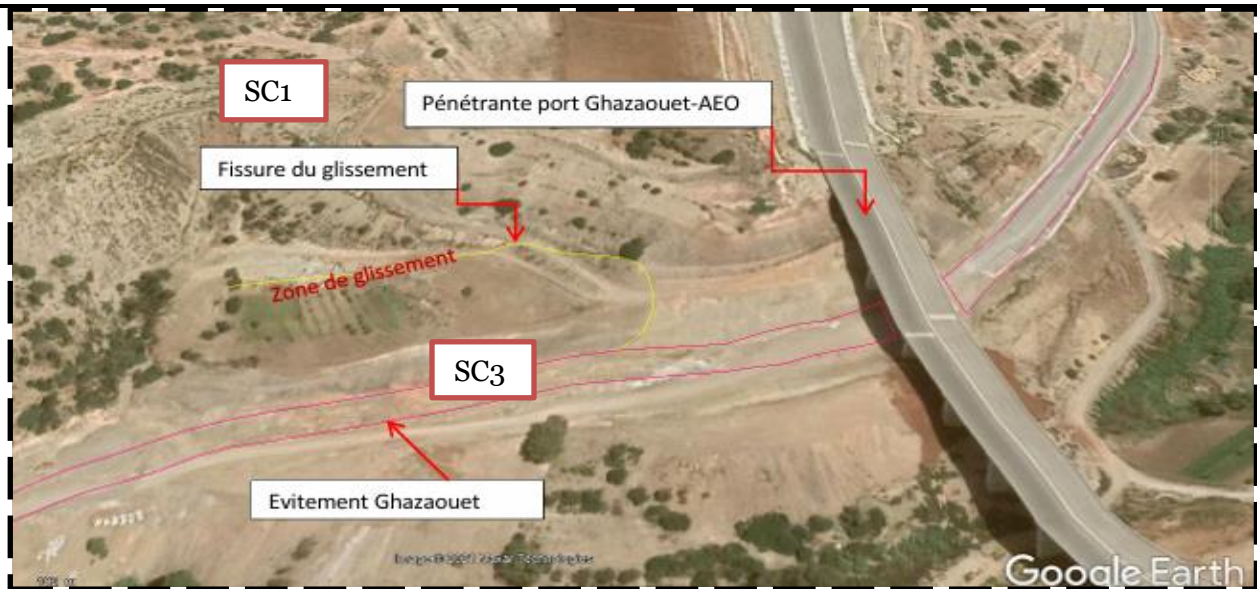 SC1
Pénétrante port Ghazaouet-AEO
Fissure du glissement
Zone de glissement
SC3
Evitement Ghazaouet
Google Earth